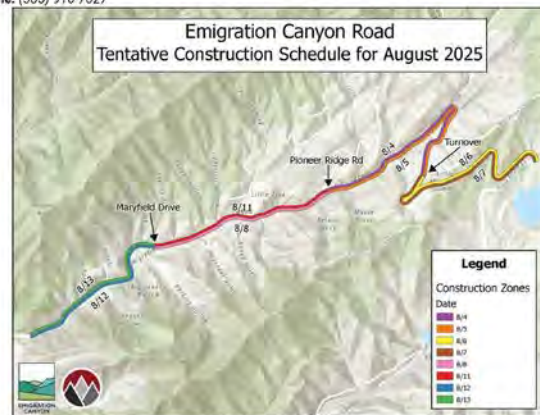 Emigration Canyon Road
Tentative Construction Schedule for August 2025
8/4
Turnover
8/5
8/6
Pioneer Ridge Rd
8/7
8/11
Maryfield Drive
8/8
8/13
8/12
Legend
Construction Zones
Date
8/4
8/5
8/6
8/7
8/8
8/11
8/12
8/13
EMIGRATION
CANYON